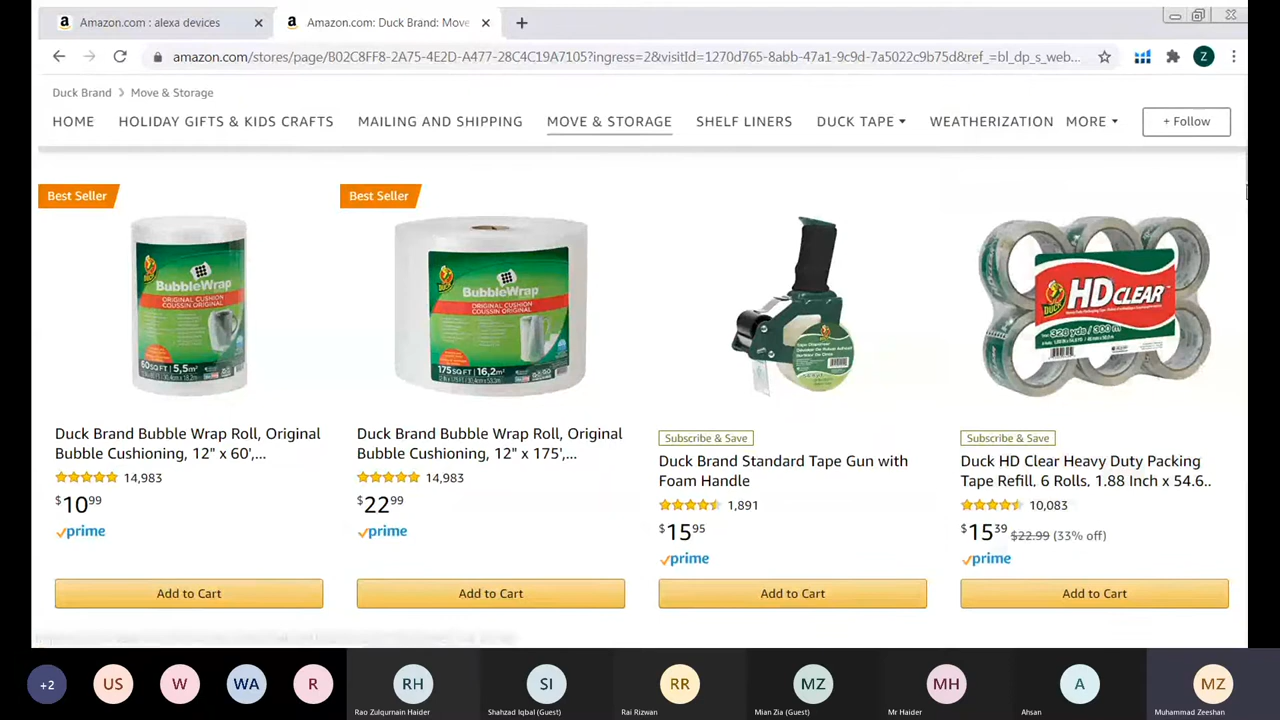 Amazon.com : alexa devices
Amazon.com: Duck Brand: Move
amazon.com/stores/page/B02C8FF8-2A75-4E2D-A477-28C4C19A7105?ingress=2&visitId=1270d765-8abb-47a1-9c9d-7a5022c9b75d&ref_=bl_dp_s_web...
Z
Duck Brand > Move & Storage
HOME HOLIDAY GIFTS & KIDS CRAFTS MAILING AND SHIPPING MOVE & STORAGE SHELF LINERS DUCK TAPE WEATHERIZATION MORE + Follow
Best Seller
BubbleWrap
ORIGINAL CUSHION
COUSSIN ORIGINAL
60 SQ FT | 5,5m²
Duck Brand Bubble Wrap Roll, Original
Bubble Cushioning, 12" x 60',...
14,983
$10 99
prime
Add to Cart
Best Seller
BubbleWrap
ORIGINAL CUSHION
COUSSIN ORIGINAL
175 SQ FT | 16,2m²
Duck Brand Bubble Wrap Roll, Original
Bubble Cushioning, 12" x 175',...
14,983
$22 99
prime
Add to Cart
Subscribe & Save
Duck Brand Standard Tape Gun with
Foam Handle
1,891
$15 95
prime
Add to Cart
DUCK
HD CLEAR
328 yds / 300 m
Subscribe & Save
Duck HD Clear Heavy Duty Packing
Tape Refill, 6 Rolls, 1.88 Inch x 54.6..
10,083
$15 39 $22.99 (33% off)
prime
Add to Cart
+2 US W WA R RH SI RR MZ MH A MZ
Rao Zulqurnain Haider Shahzad Iqbal (Guest) Rai Rizwan Mian Zia (Guest) Mr Haider Ahsan Muhammad Zeeshan